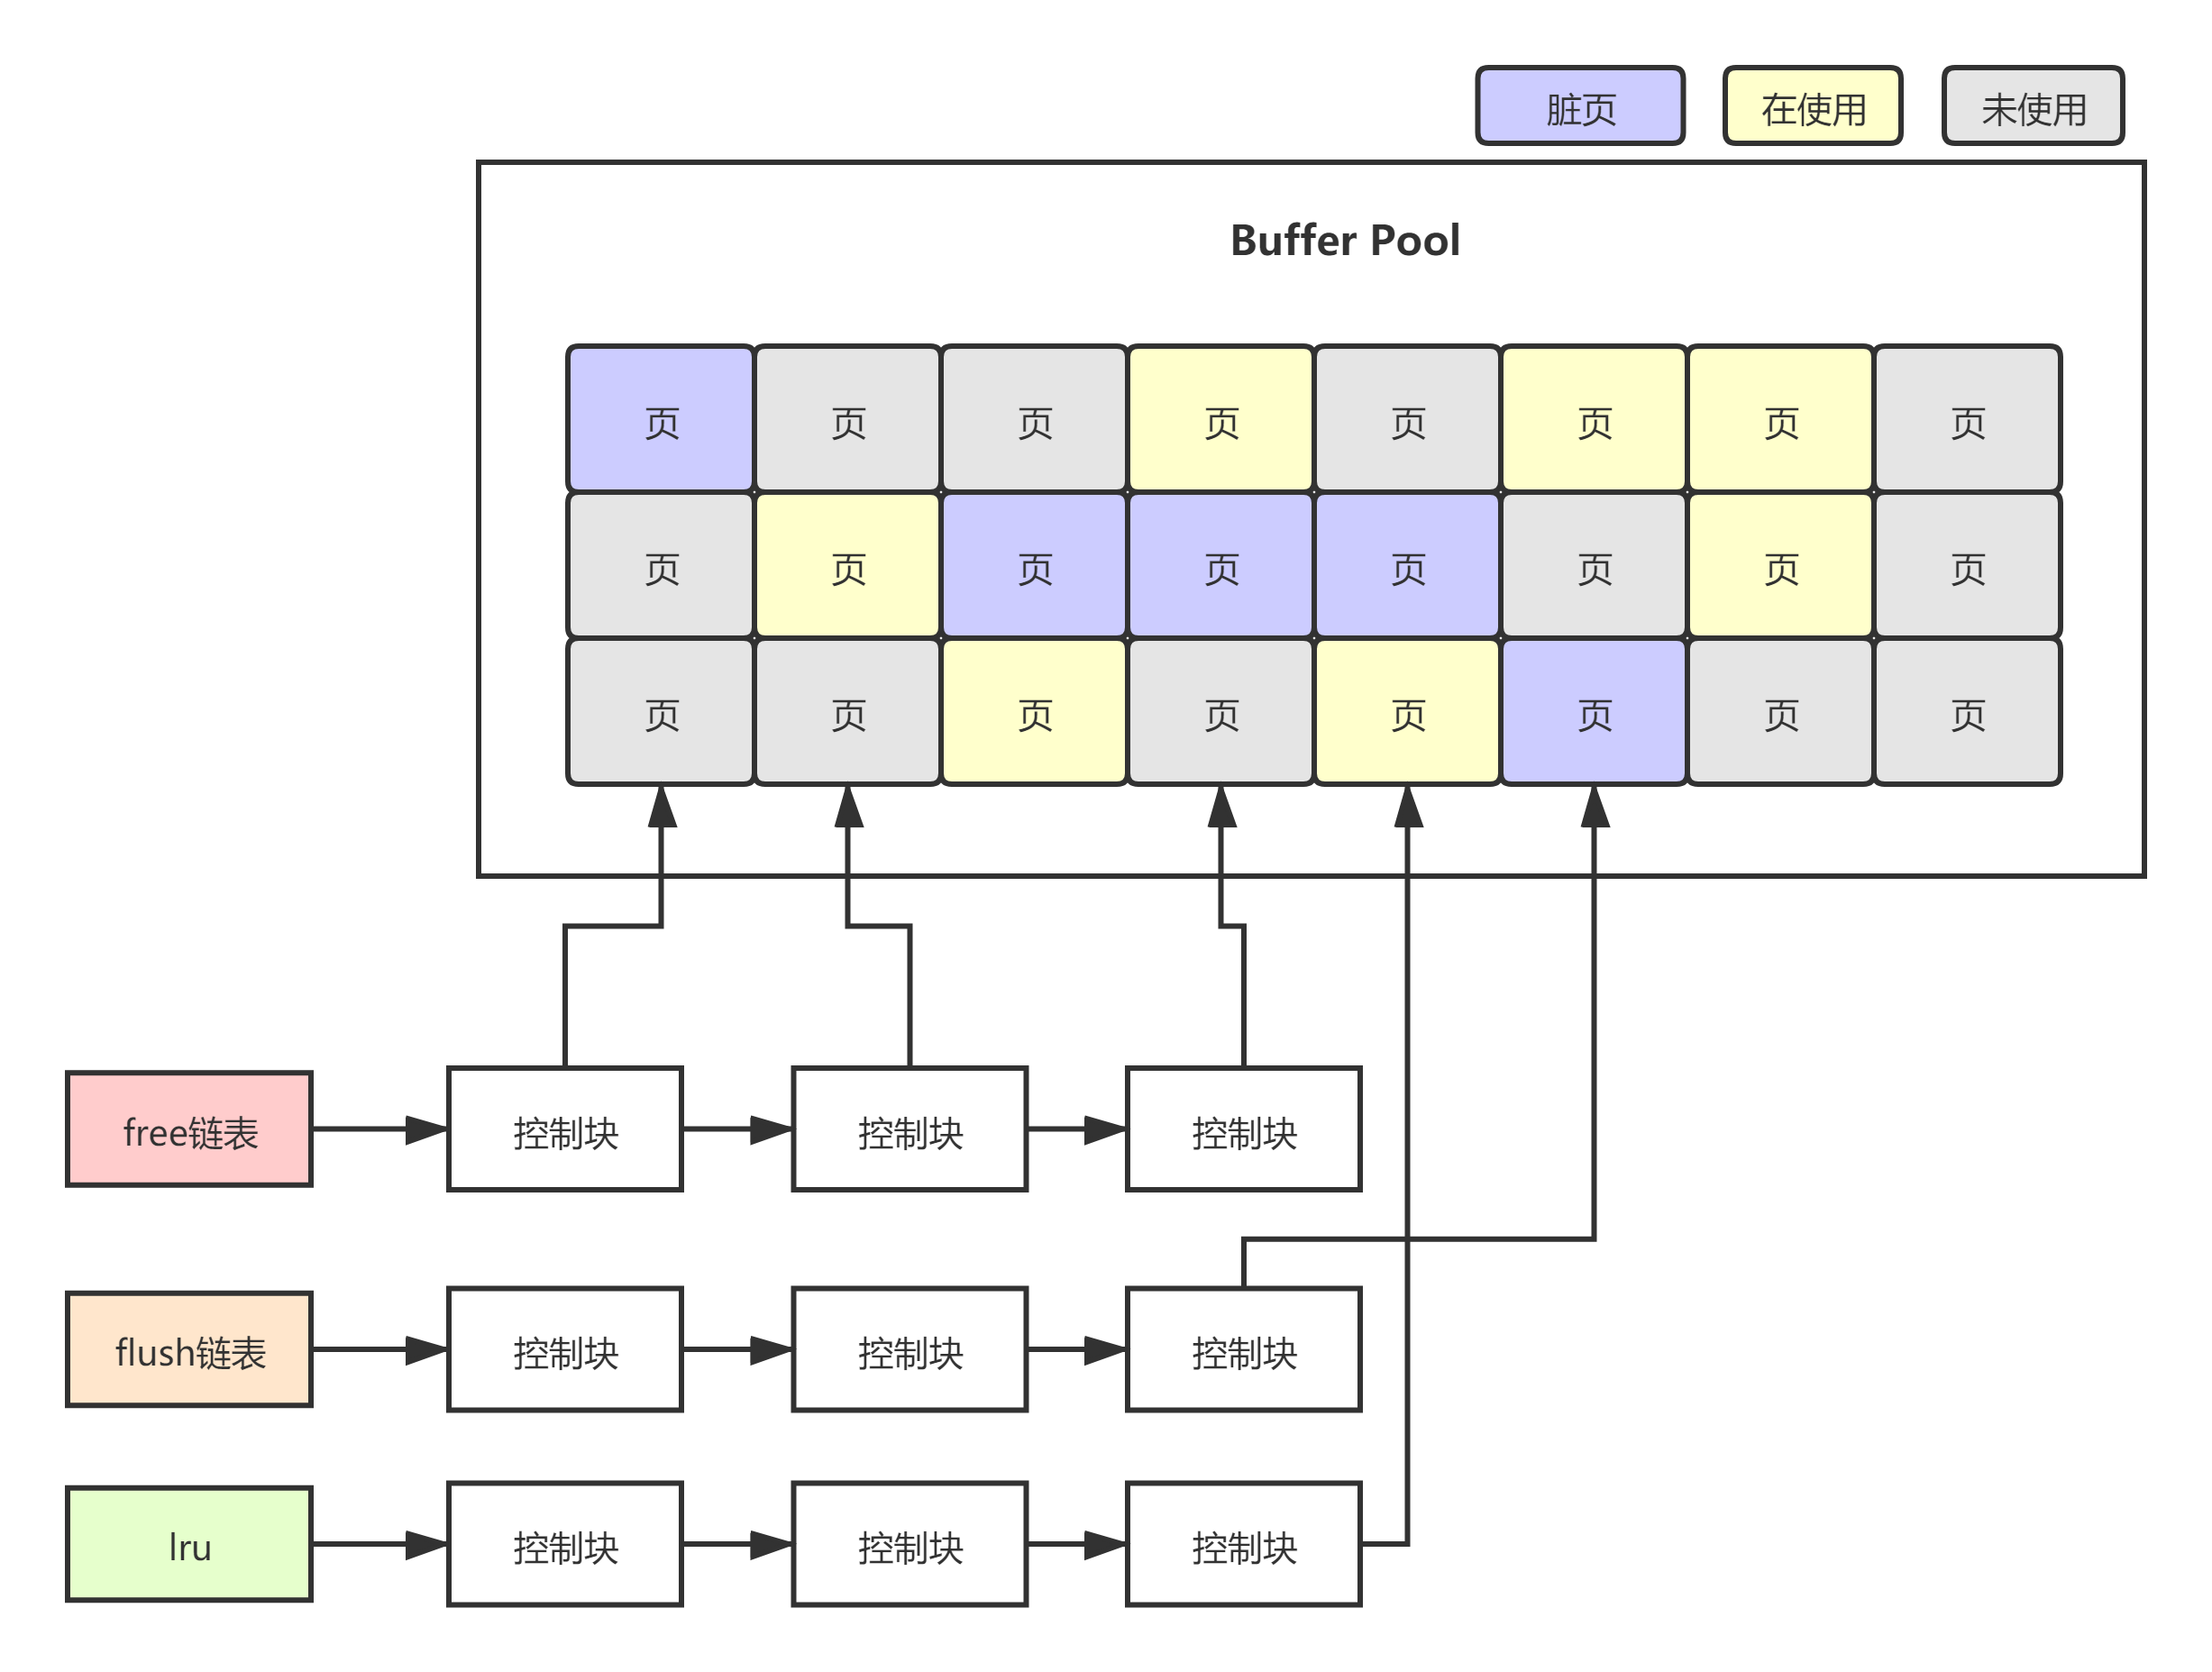 脏页 在使用 未使用
Buffer Pool
页 页 页 页 页 页 页 页
页 页 页 页 页 页 页 页
页 页 页 页 页 页 页 页
free链表 控制块 控制块 控制块
flush链表 控制块 控制块 控制块
lru 控制块 控制块 控制块